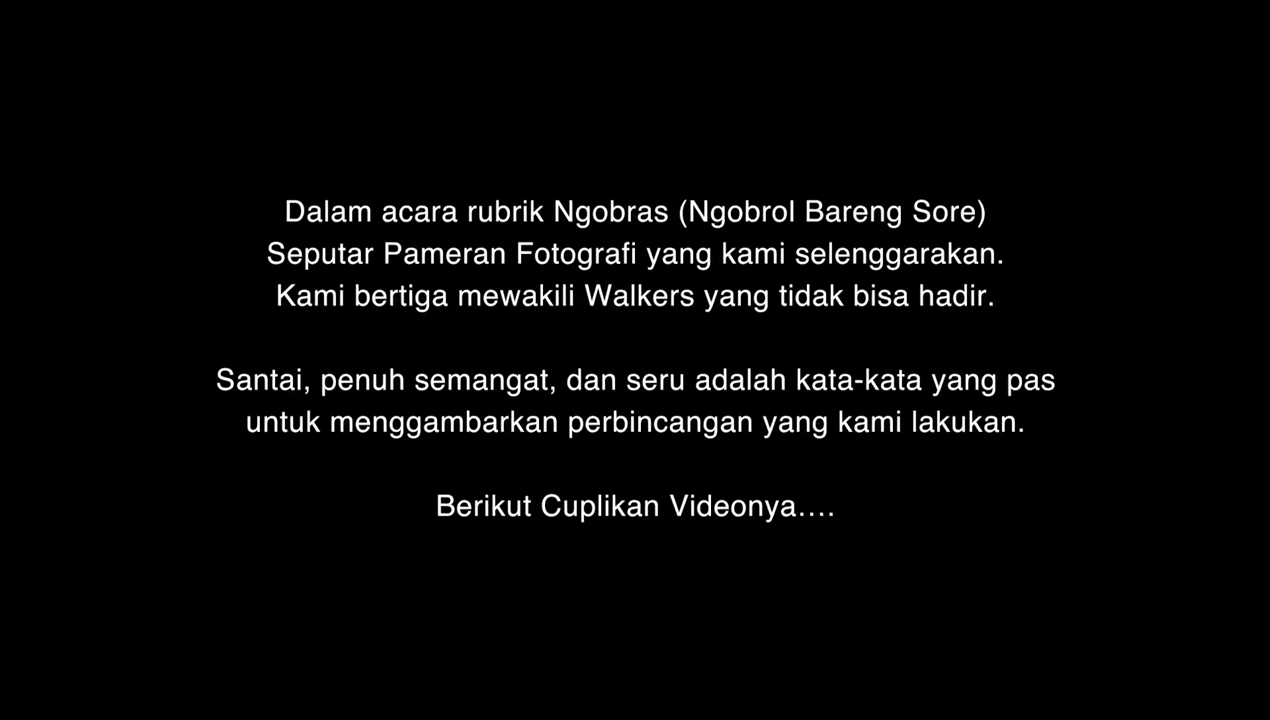 Dalam acara rubrik Ngobras (Ngobrol Bareng Sore)
Seputar Pameran Fotografi yang kami selenggarakan.
Kami bertiga mewakili Walkers yang tidak bisa hadir.
Santai, penuh semangat, dan seru adalah kata-kata yang pas
untuk menggambarkan perbincangan yang kami lakukan.
Berikut Cuplikan Videonya....